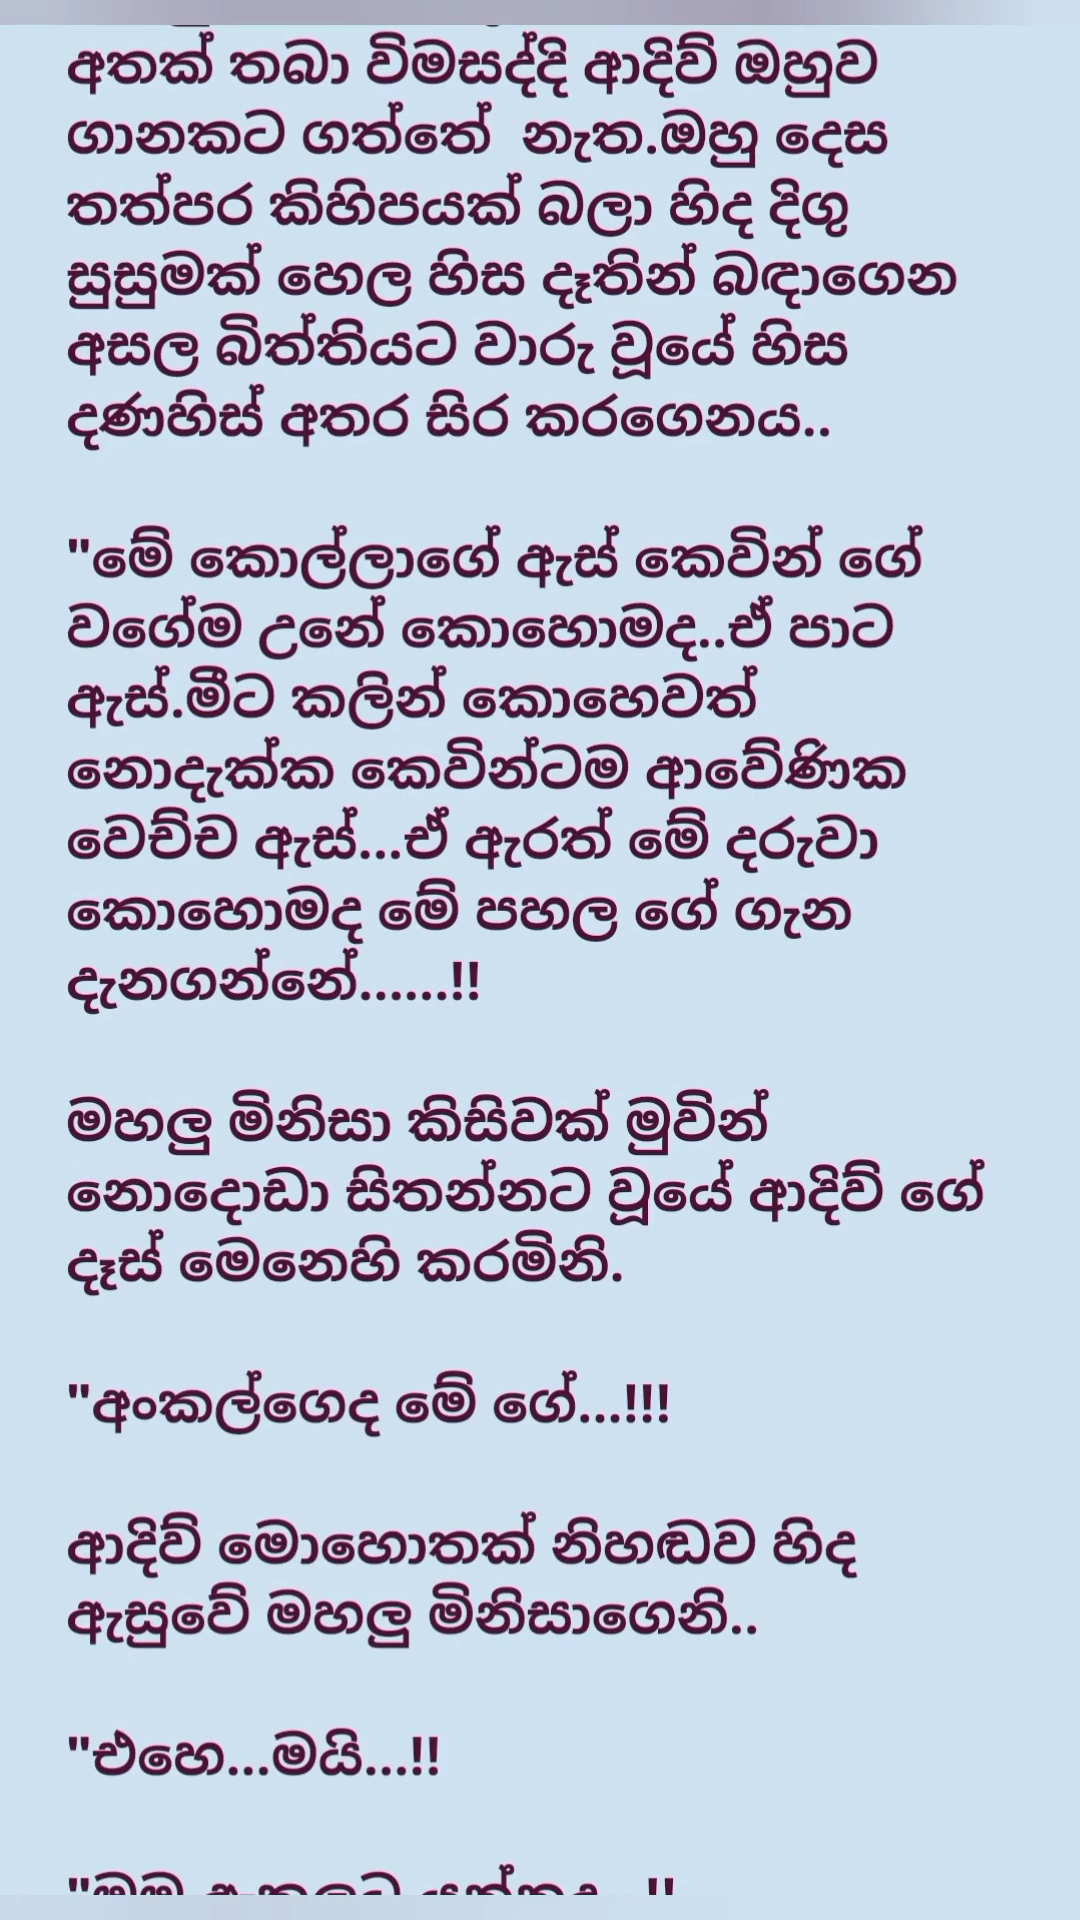 අතක් තබා විමසද්දි ආදිව් ඔහුව
ගානකට ගත්තේ  නැත.ඔහු දෙස
තත්පර කිහිපයක් බලා හිද දිගු
සුසුමක් හෙල හිස දෑතින් බඳාගෙන
අසල බිත්තියට වාරු වූයේ හිස
දණහිස් අතර සිර කරගෙනය..
"මේ කොල්ලාගේ ඇස් කෙවින් ගේ
වගේම උනේ කොහොමද..ඒ පාට
ඇස්.මීට කලින් කොහෙවත්
නොදැක්ක කෙවින්ටම ආවේණික
වෙච්ච ඇස්...ඒ ඇරත් මේ දරුවා
කොහොමද මේ පහල ගේ ගැන
දැනගන්නේ......!!
මහලු මිනිසා කිසිවක් මුවින්
නොදොඩා සිතන්නට වූයේ ආදිව් ගේ
දෑස් මෙනෙහි කරමිනි.
"අංකල්ගෙද මේ ගේ...!!!
ආදිව් මොහොතක් නිහඬව හිද
ඇසුවේ මහලු මිනිසාගෙනි..
"එහෙ...මයි...!!